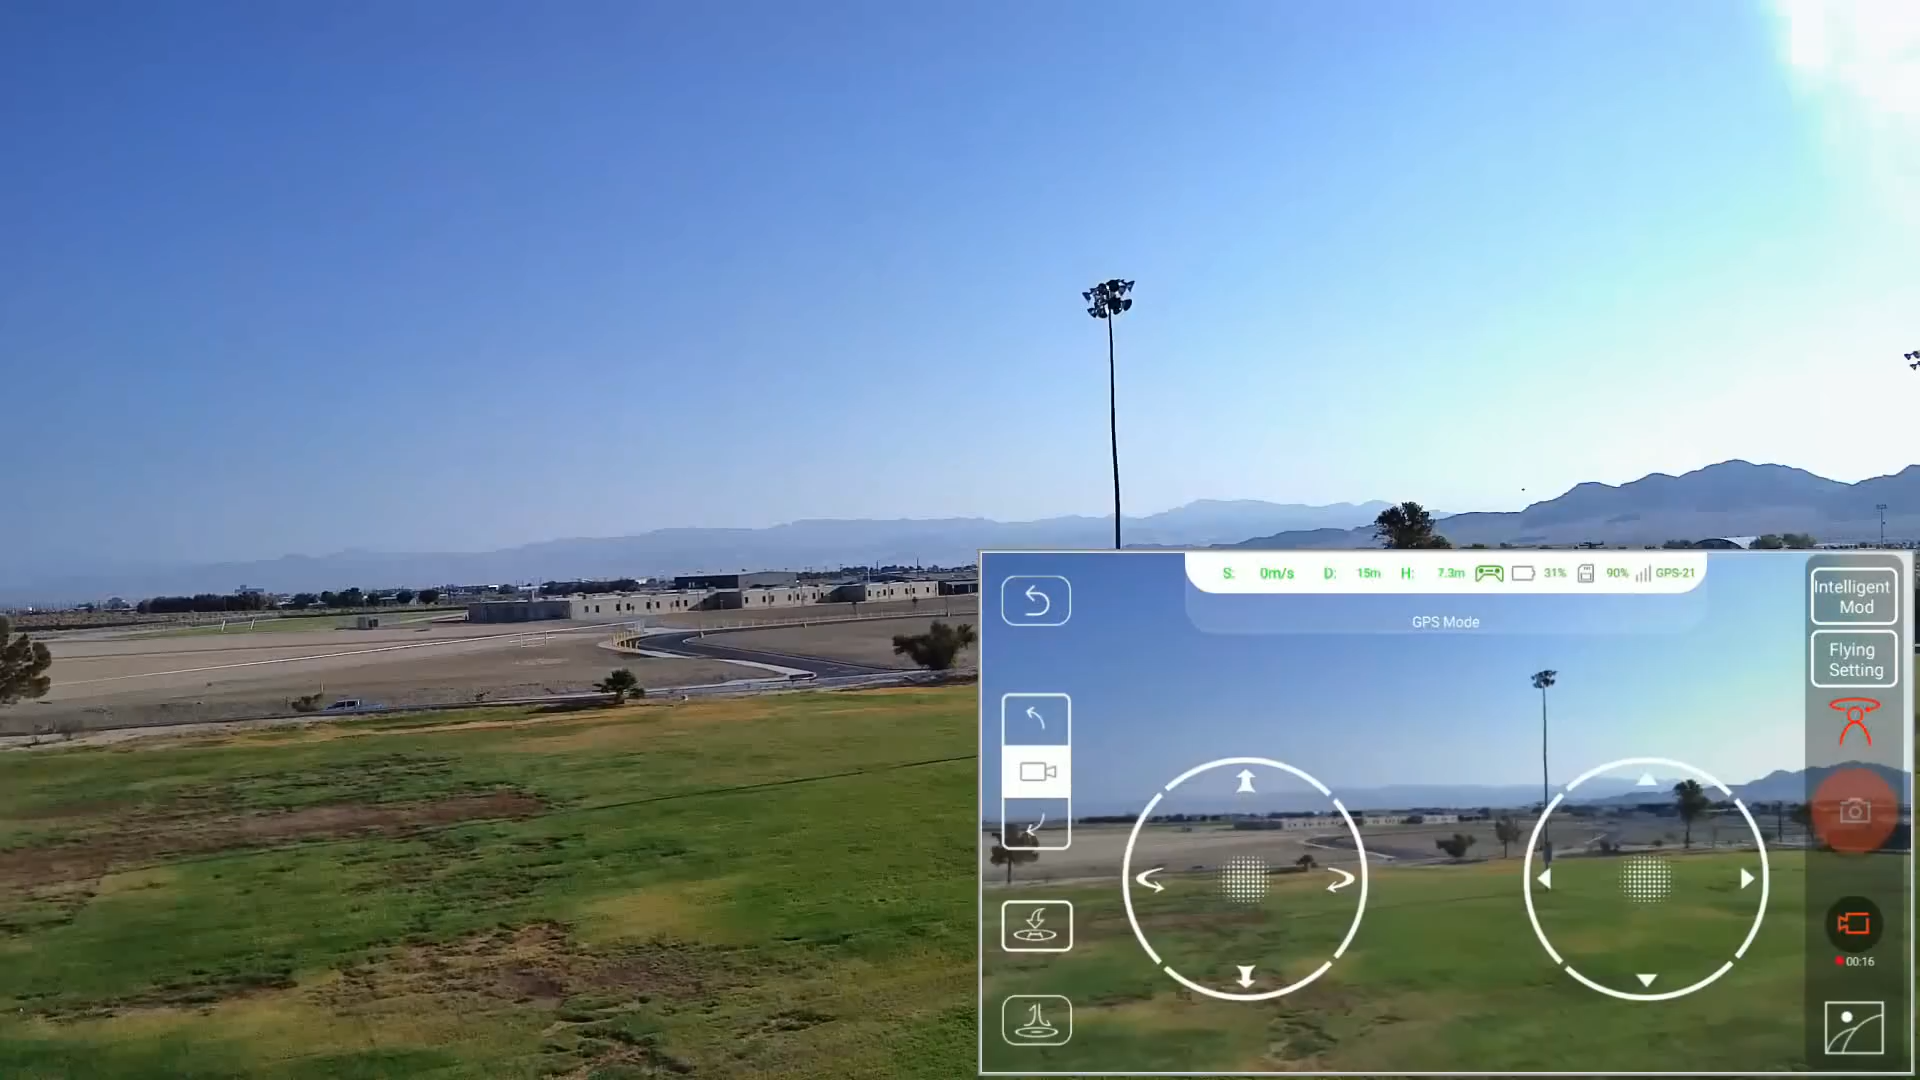 S: 0m/s D: 15m H: 7.3m 31% 90% GPS-21
GPS Mode
Intelligent
Mod
Flying
Setting
00:16